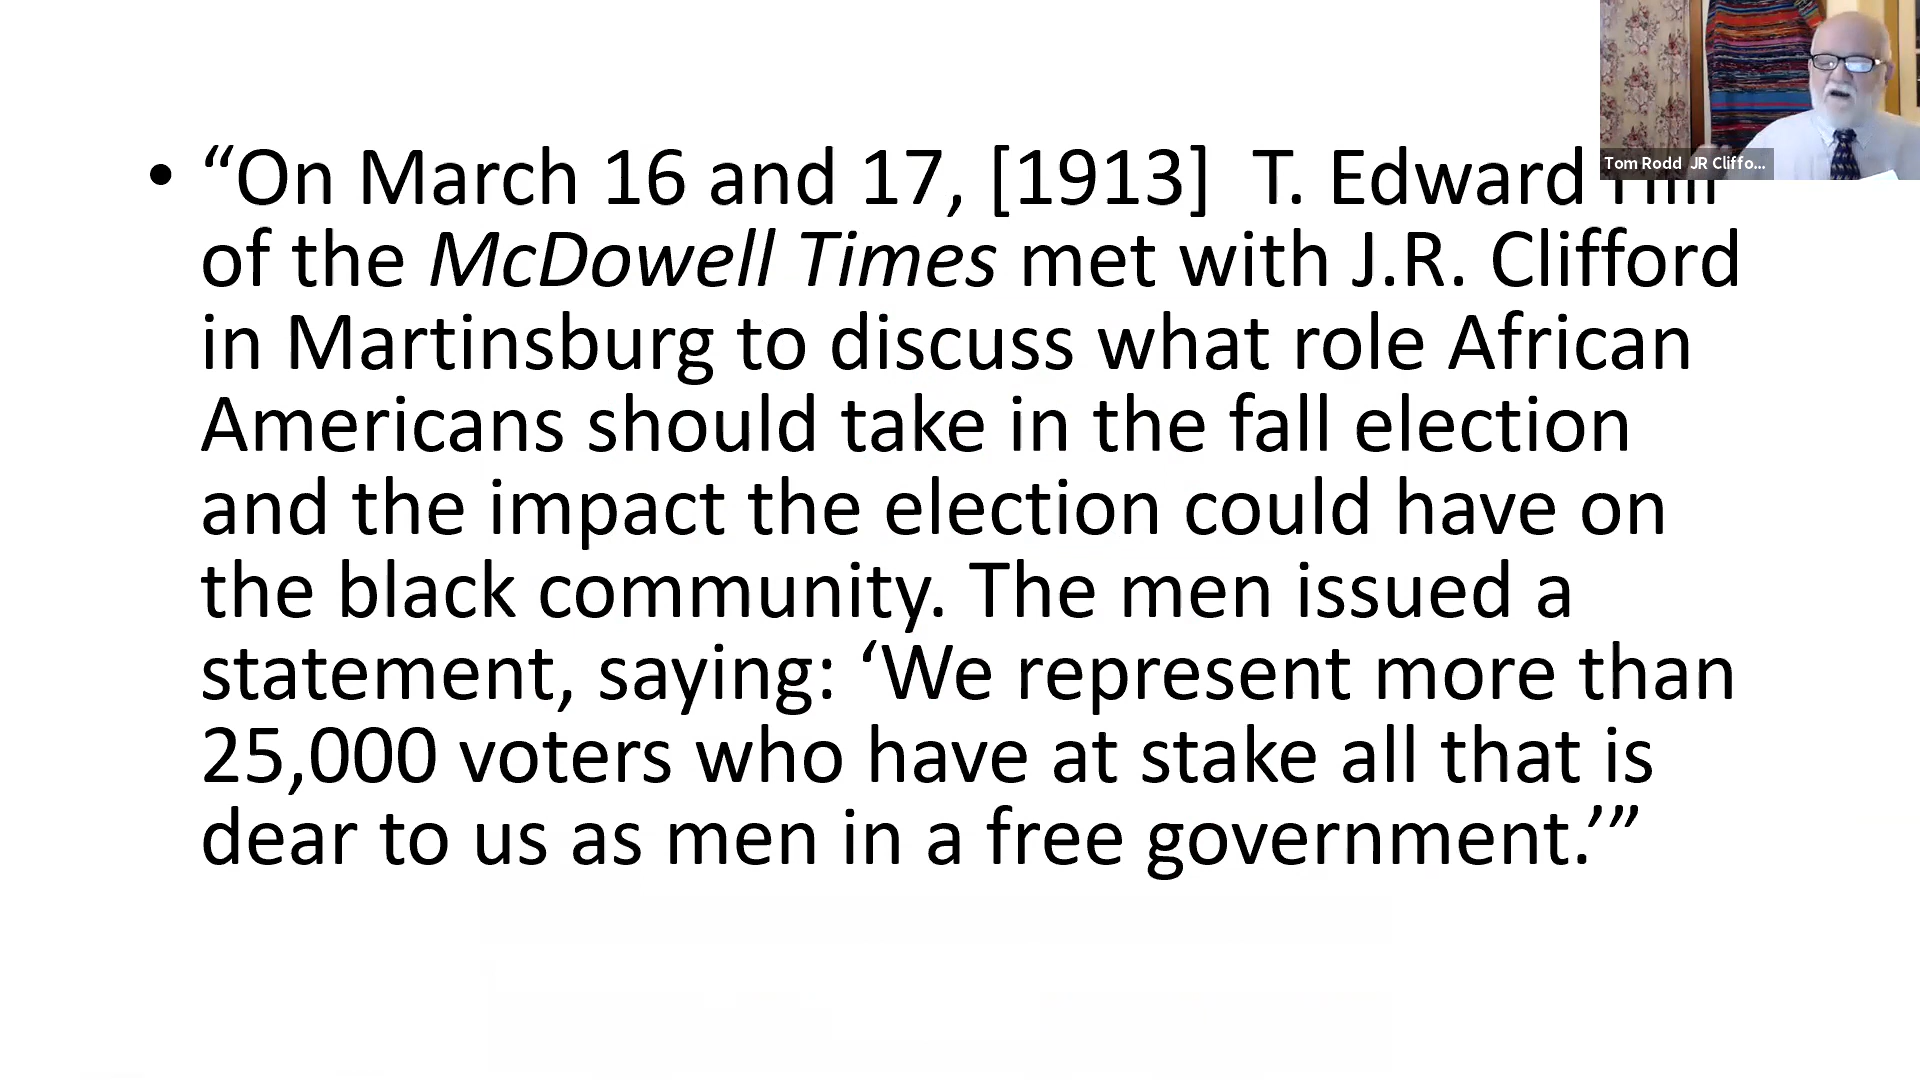 • “On March 16 and 17, [1913]  T. Edward Hill
of the McDowell Times met with J.R. Clifford
in Martinsburg to discuss what role African
Americans should take in the fall election
and the impact the election could have on
the black community. The men issued a
statement, saying: ‘We represent more than
25,000 voters who have at stake all that is
dear to us as men in a free government.’”
Tom Rodd JR Cliffo...